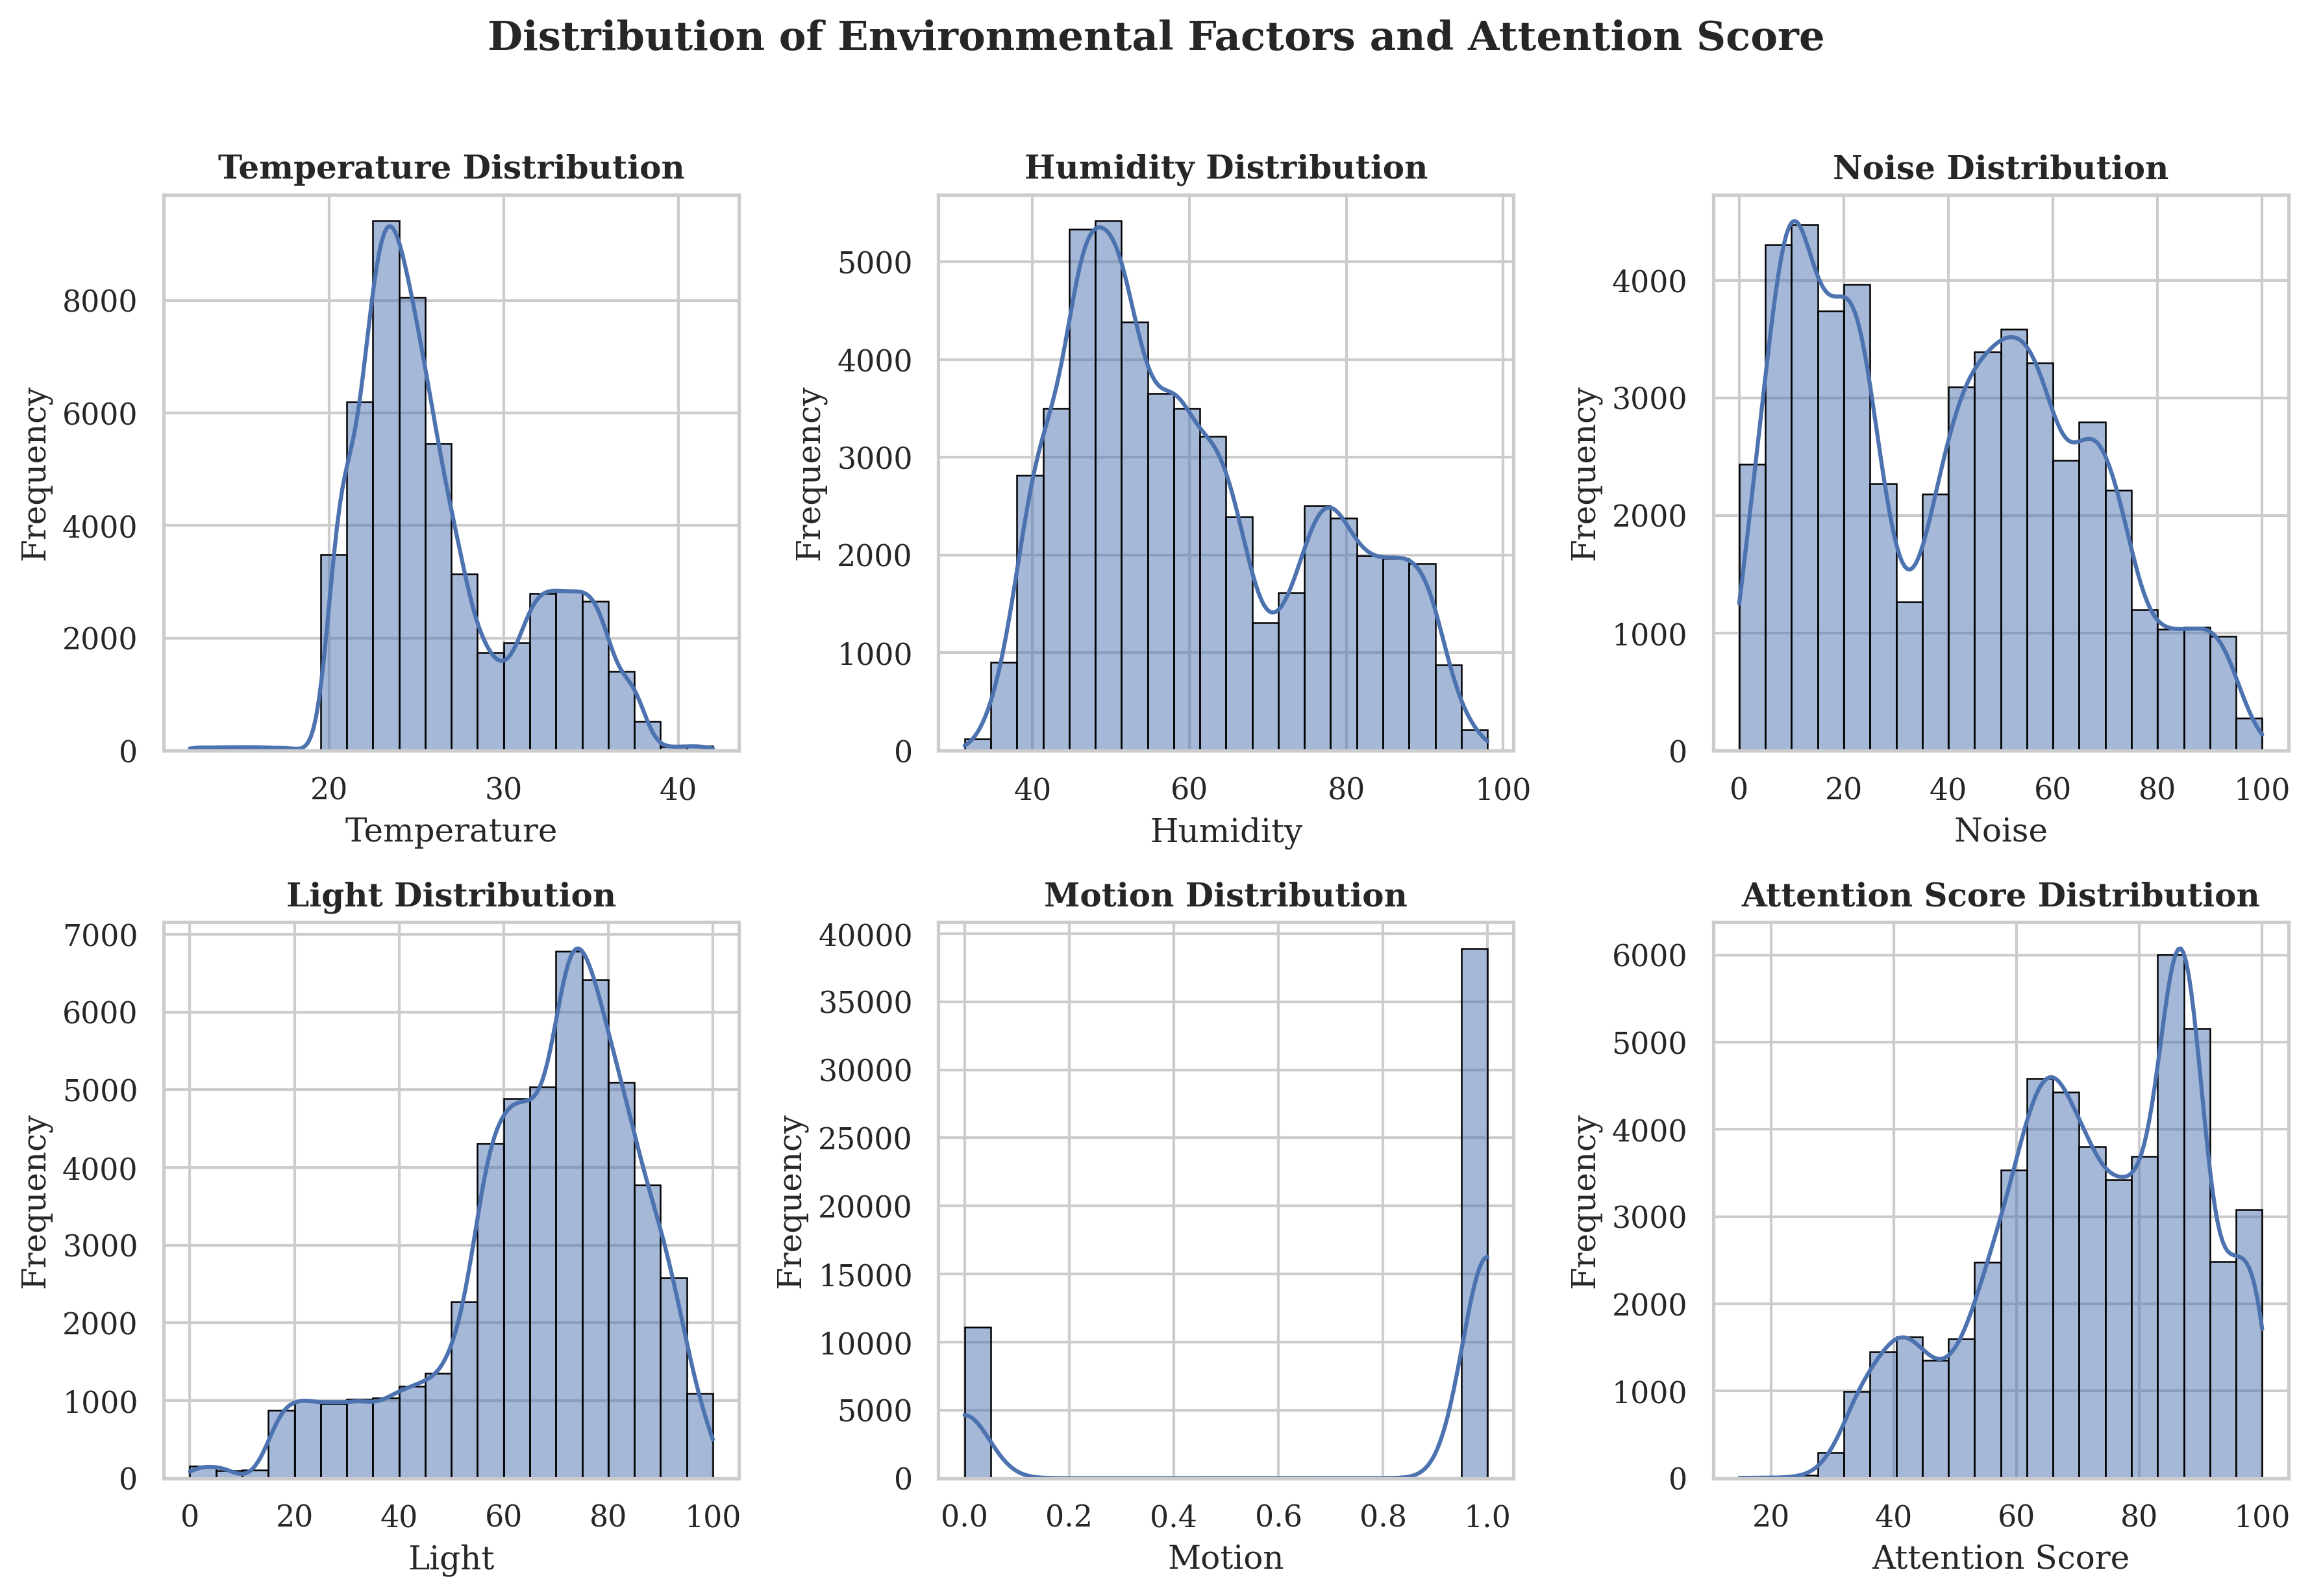 Distribution of Environmental Factors and Attention Score
Temperature Distribution
Frequency
8000
6000
4000
2000
0
20 30 40
Temperature
Humidity Distribution
Frequency
5000
4000
3000
2000
1000
0
40 60 80 100
Humidity
Noise Distribution
Frequency
4000
3000
2000
1000
0
0 20 40 60 80 100
Noise
Light Distribution
Frequency
7000
6000
5000
4000
3000
2000
1000
0
0 20 40 60 80 100
Light
Motion Distribution
Frequency
40000
35000
30000
25000
20000
15000
10000
5000
0
0.0 0.2 0.4 0.6 0.8 1.0
Motion
Attention Score Distribution
Frequency
6000
5000
4000
3000
2000
1000
0
20 40 60 80 100
Attention Score